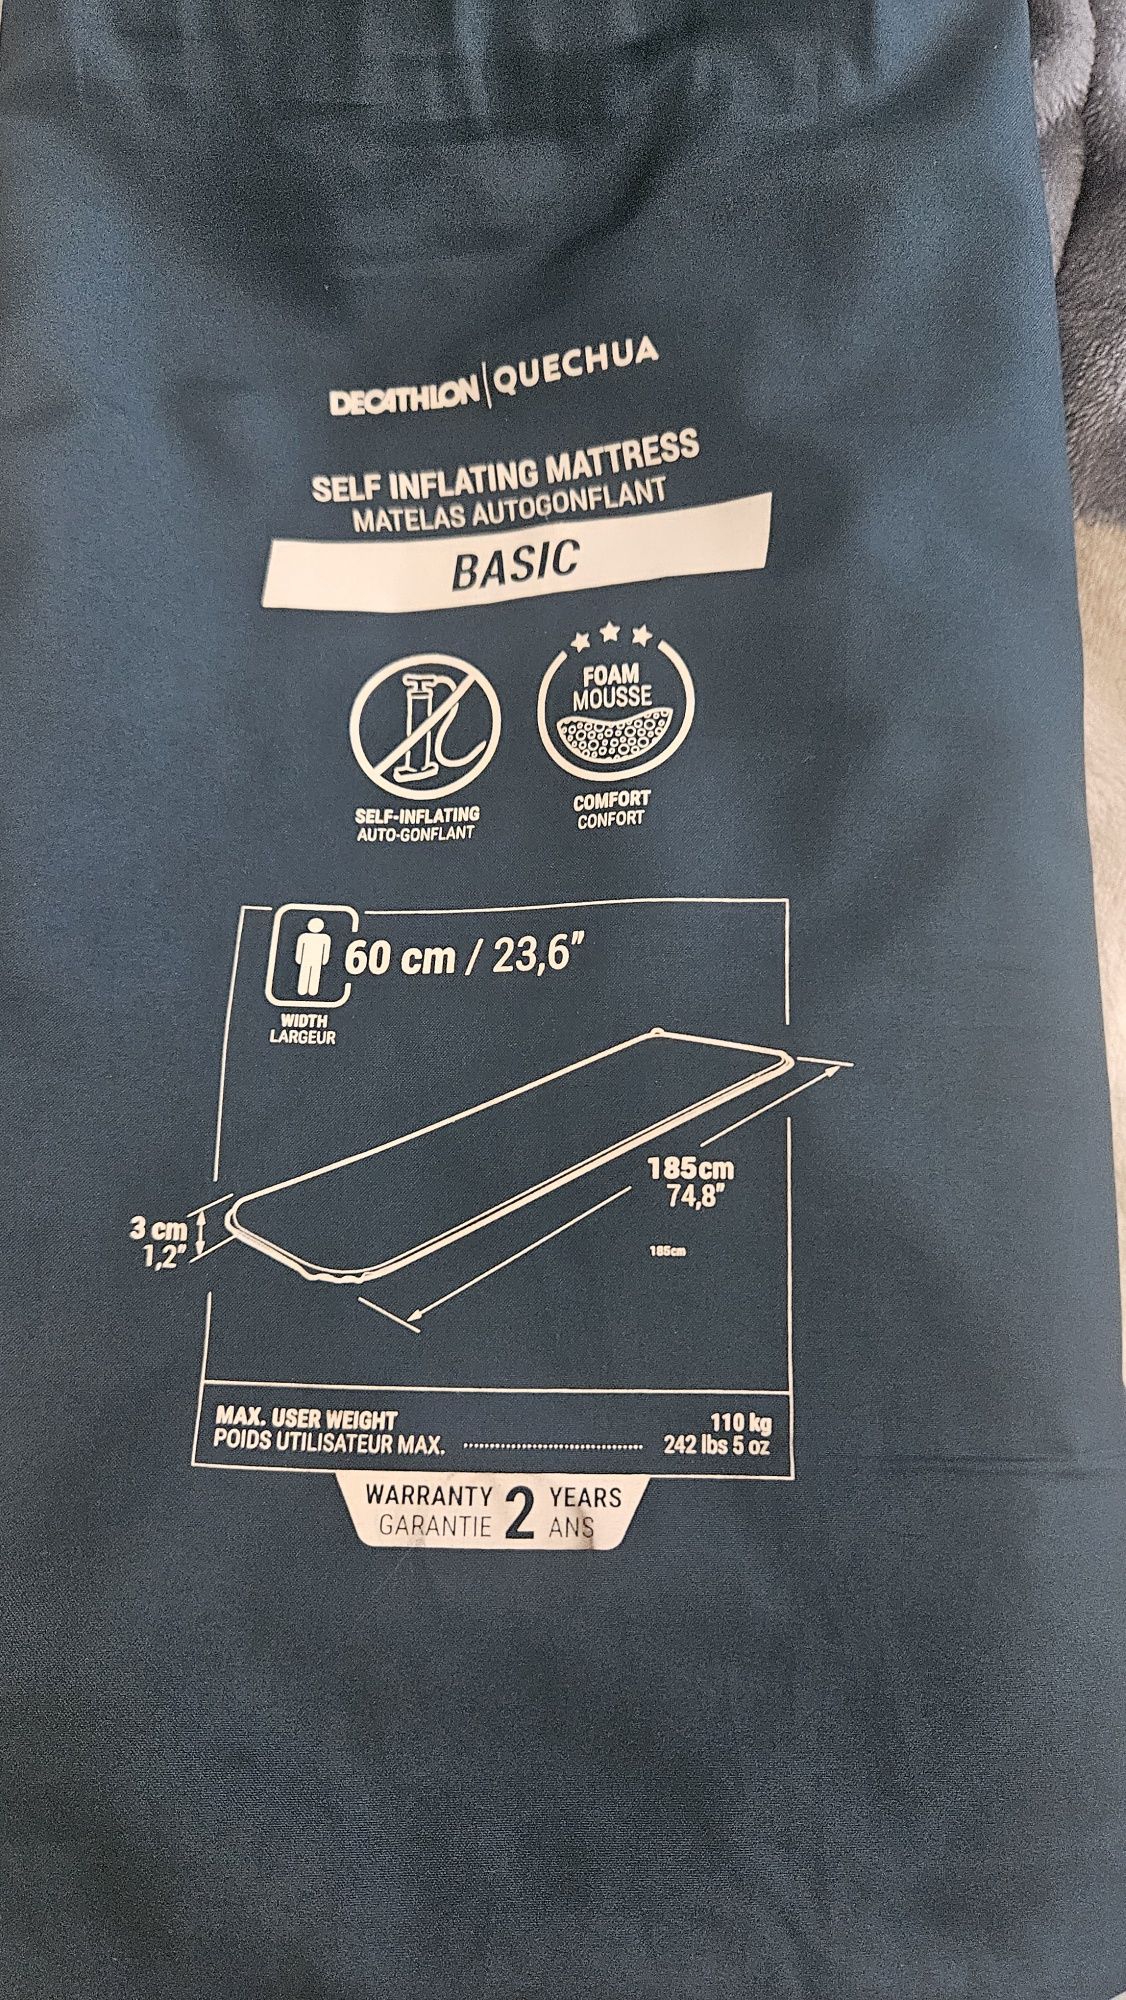 DECATHLON | QUECHUA
SELF INFLATING MATTRESS
MATELAS AUTOGONFLANT
BASIC
FOAM
MOUSSE
SELF-INFLATING
AUTO-GONFLANT
COMFORT
CONFORT
60 cm / 23,6"
WIDTH
LARGEUR
185cm
74,8"
3 cm
1,2"
185cm
MAX. USER WEIGHT 110 kg
POIDS UTILISATEUR MAX. .................................... 242 lbs 5 oz
WARRANTY 2 YEARS
GARANTIE ANS